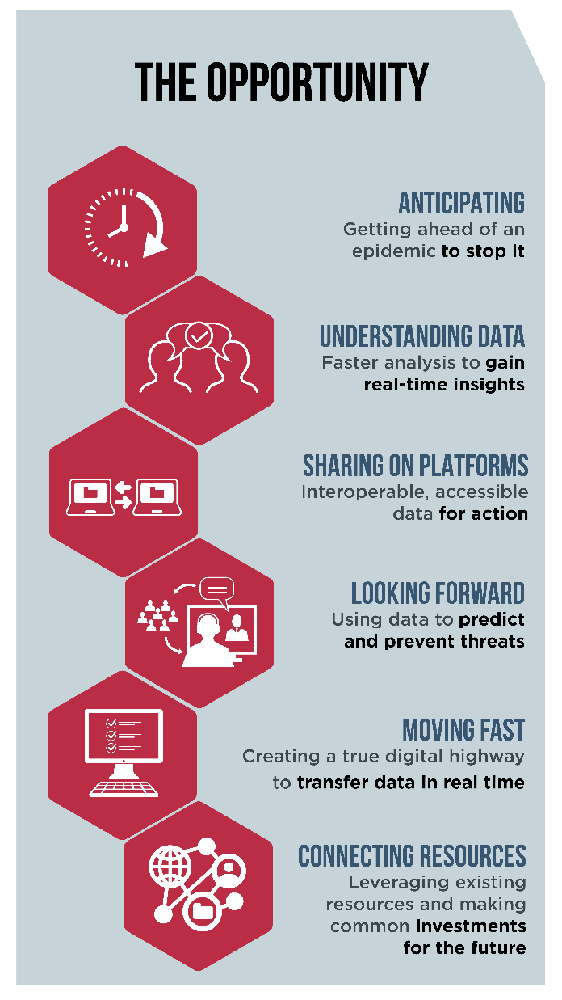 THE OPPORTUNITY
ANTICIPATING
Getting ahead of an
epidemic to stop it
UNDERSTANDING DATA
Faster analysis to gain
real-time insights
SHARING ON PLATFORMS
Interoperable, accessible
data for action
LOOKING FORWARD
Using data to predict
and prevent threats
MOVING FAST
Creating a true digital highway
to transfer data in real time
CONNECTING RESOURCES
Leveraging existing
resources and making
common investments
for the future